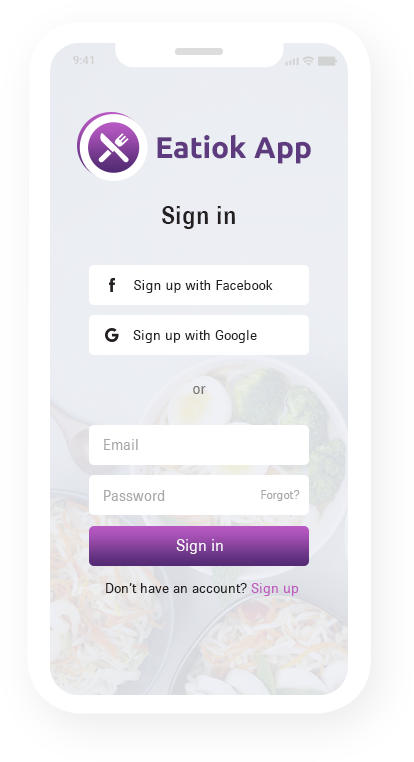 9:41
Eatiok App
Sign in
Sign up with Facebook
Sign up with Google
or
Email
Password Forgot?
Sign in
Don't have an account? Sign up